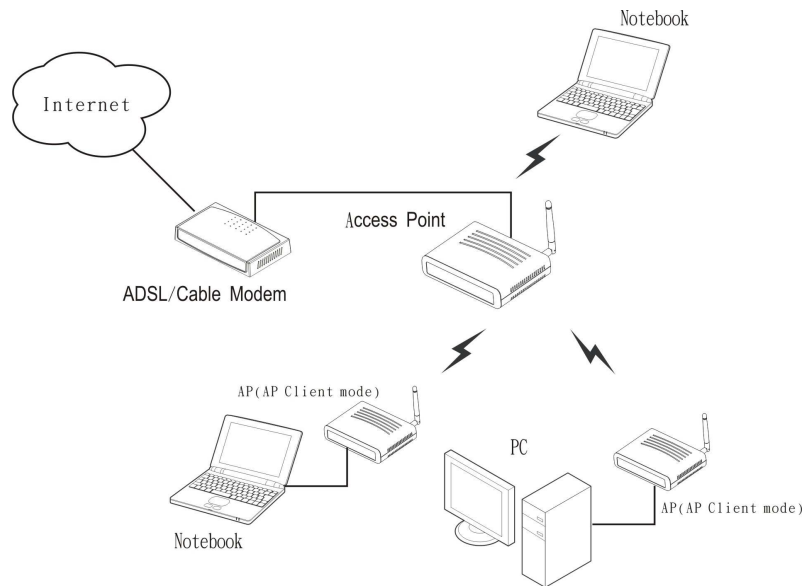 Notebook
Internet
Access Point
ADSL/Cable Modem
AP(AP Client mode)
PC
AP(AP Client mode)
Notebook